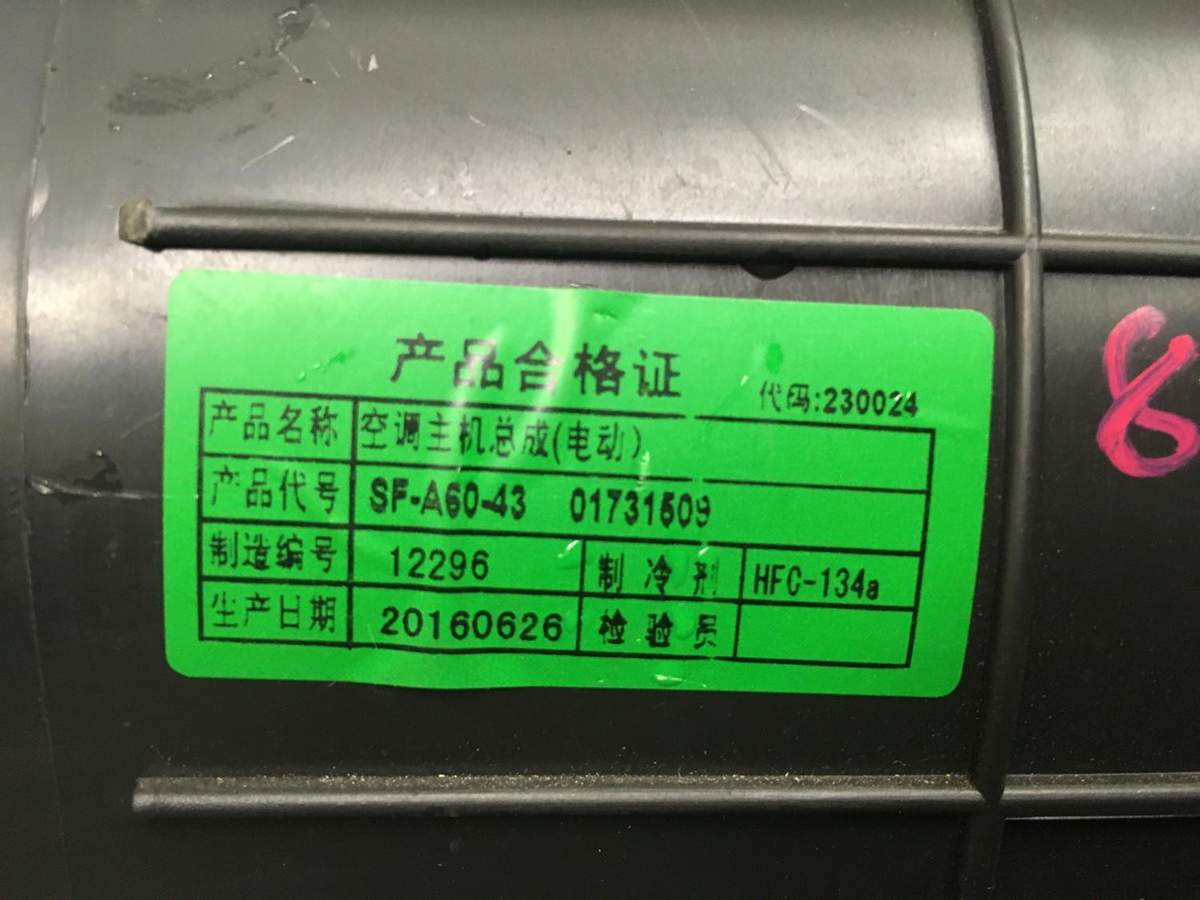 产品合格证
代码:230024
产品名称 空调主机总成(电动)
产品代号 SF-A60-43 01731509
制造编号 12296 制冷剂 HFC-134a
生产日期 20160626 检验员
8